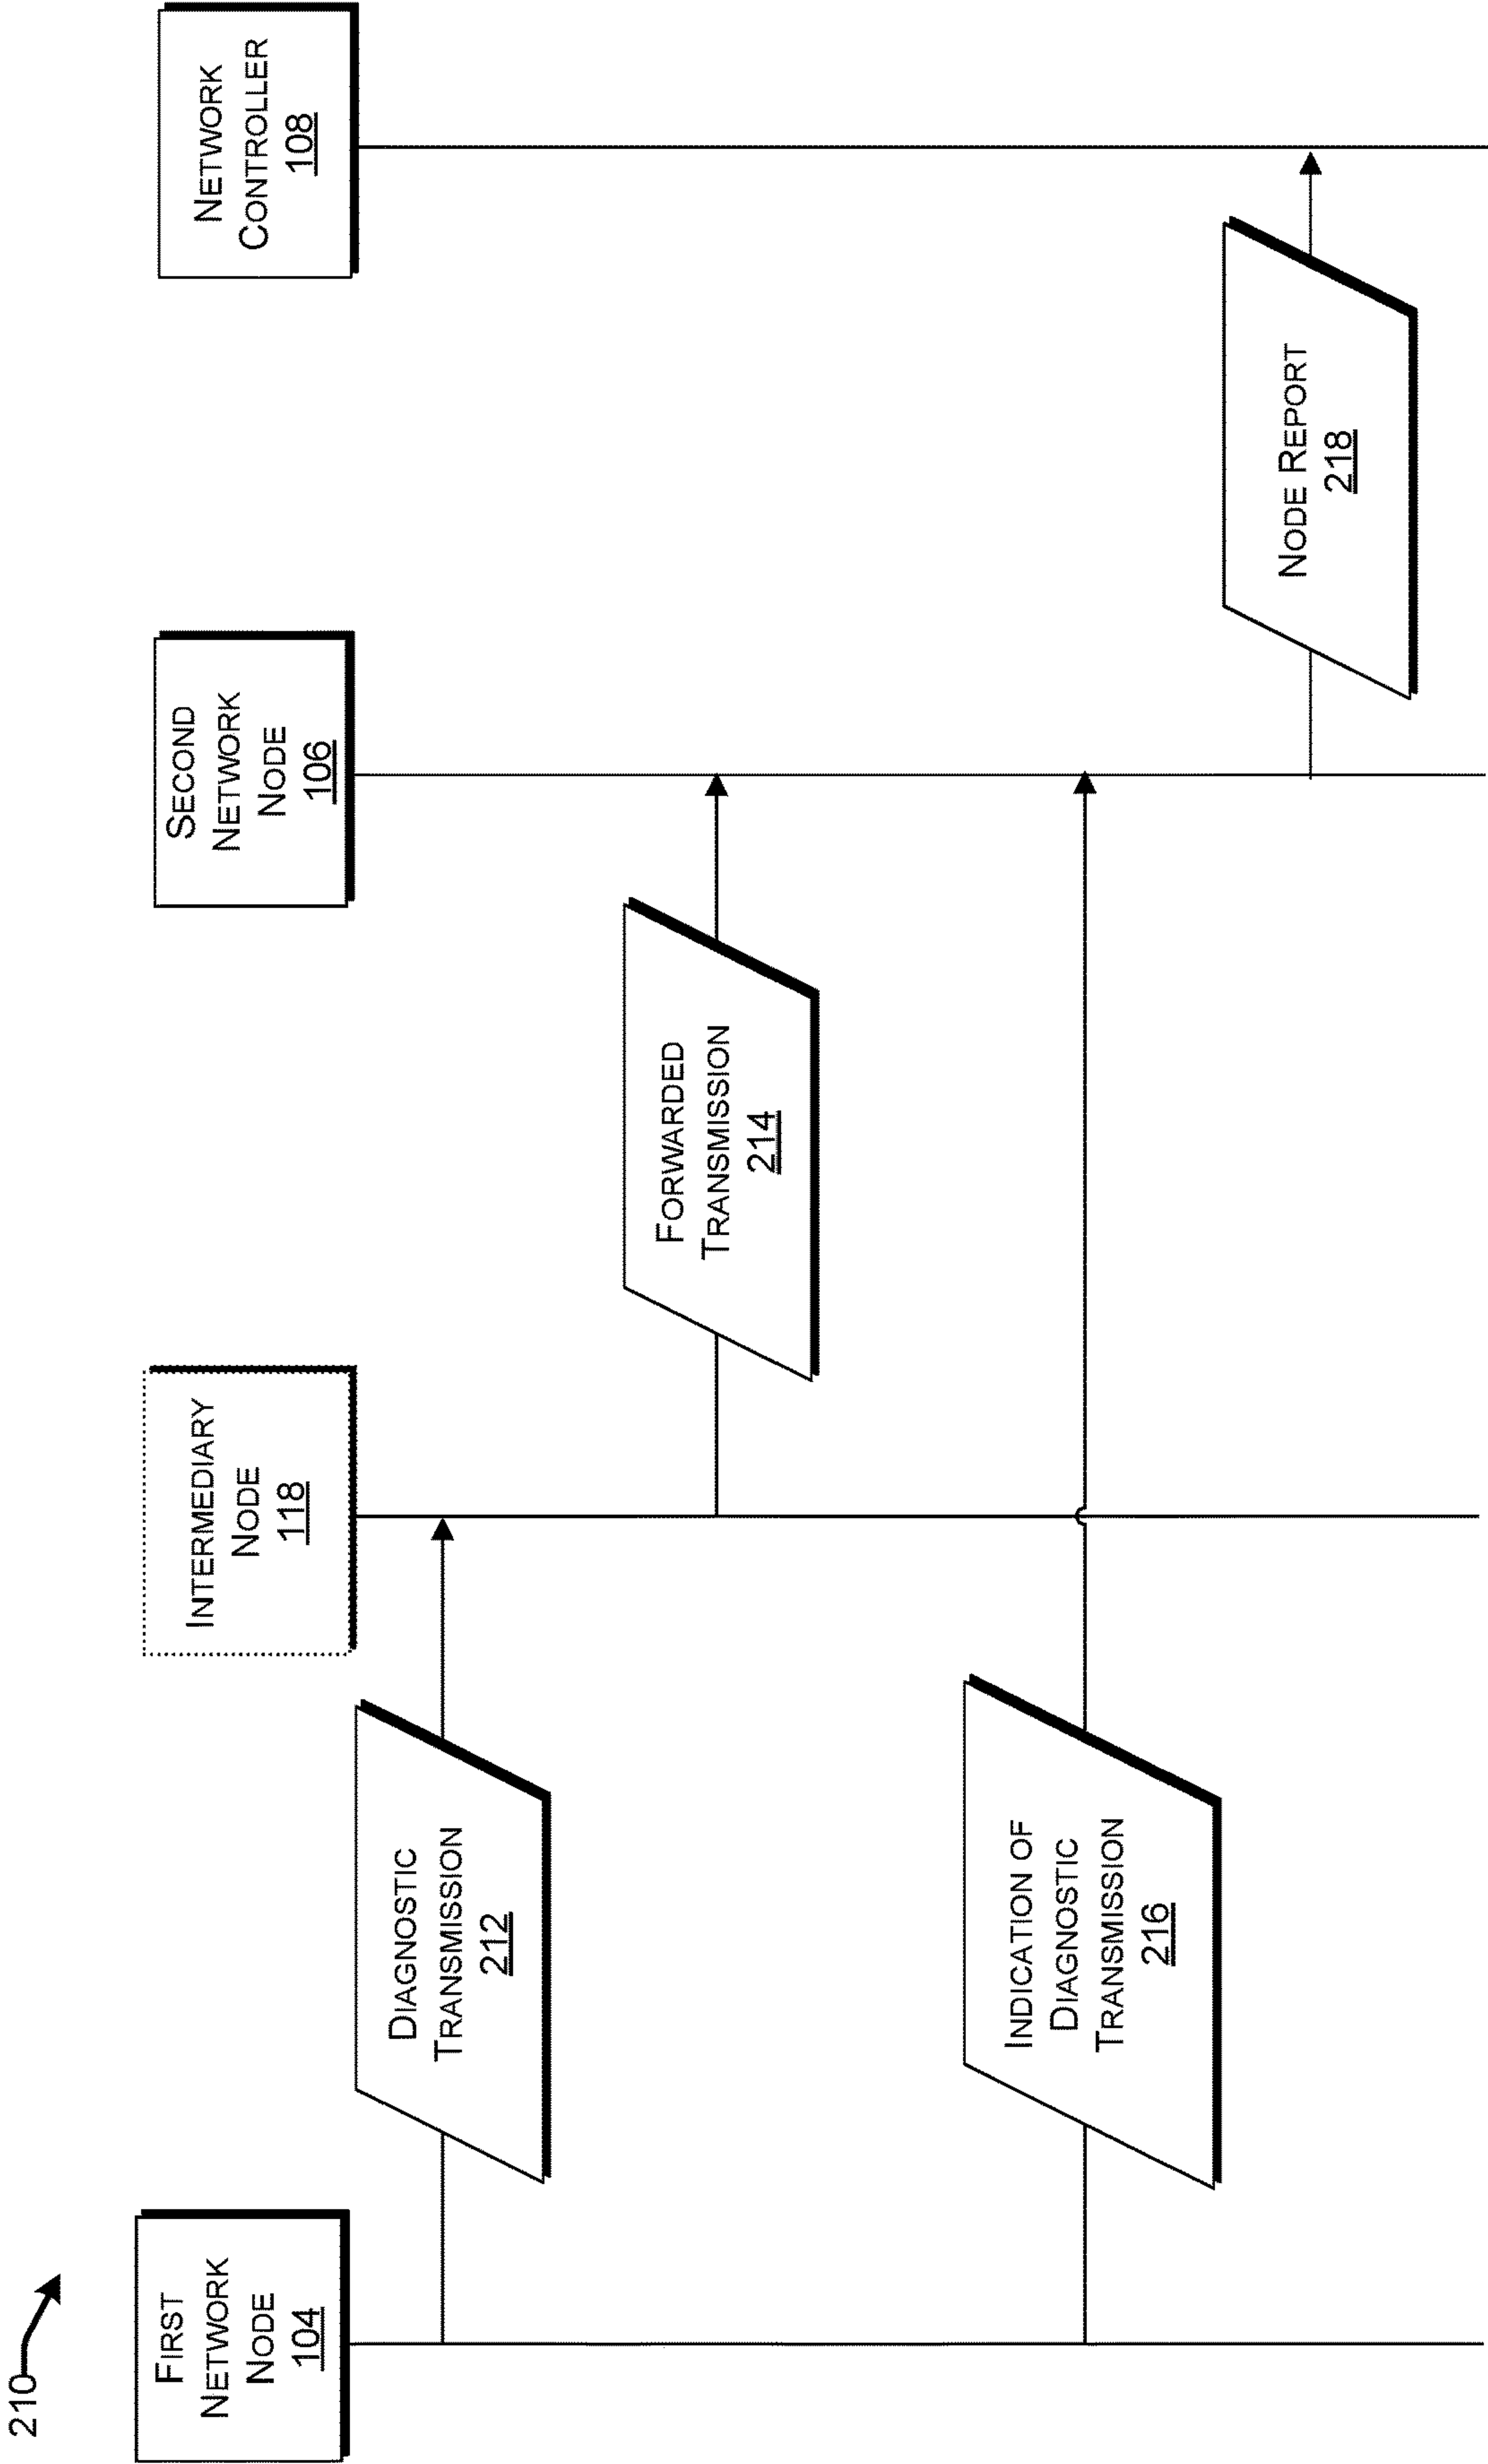 210
FIRST
NETWORK
NODE
104
INTERMEDIARY
NODE
118
SECOND
NETWORK
NODE
106
NETWORK
CONTROLLER
108
DIAGNOSTIC
TRANSMISSION
212
FORWARDED
TRANSMISSION
214
INDICATION OF
DIAGNOSTIC
TRANSMISSION
216
NODE REPORT
218